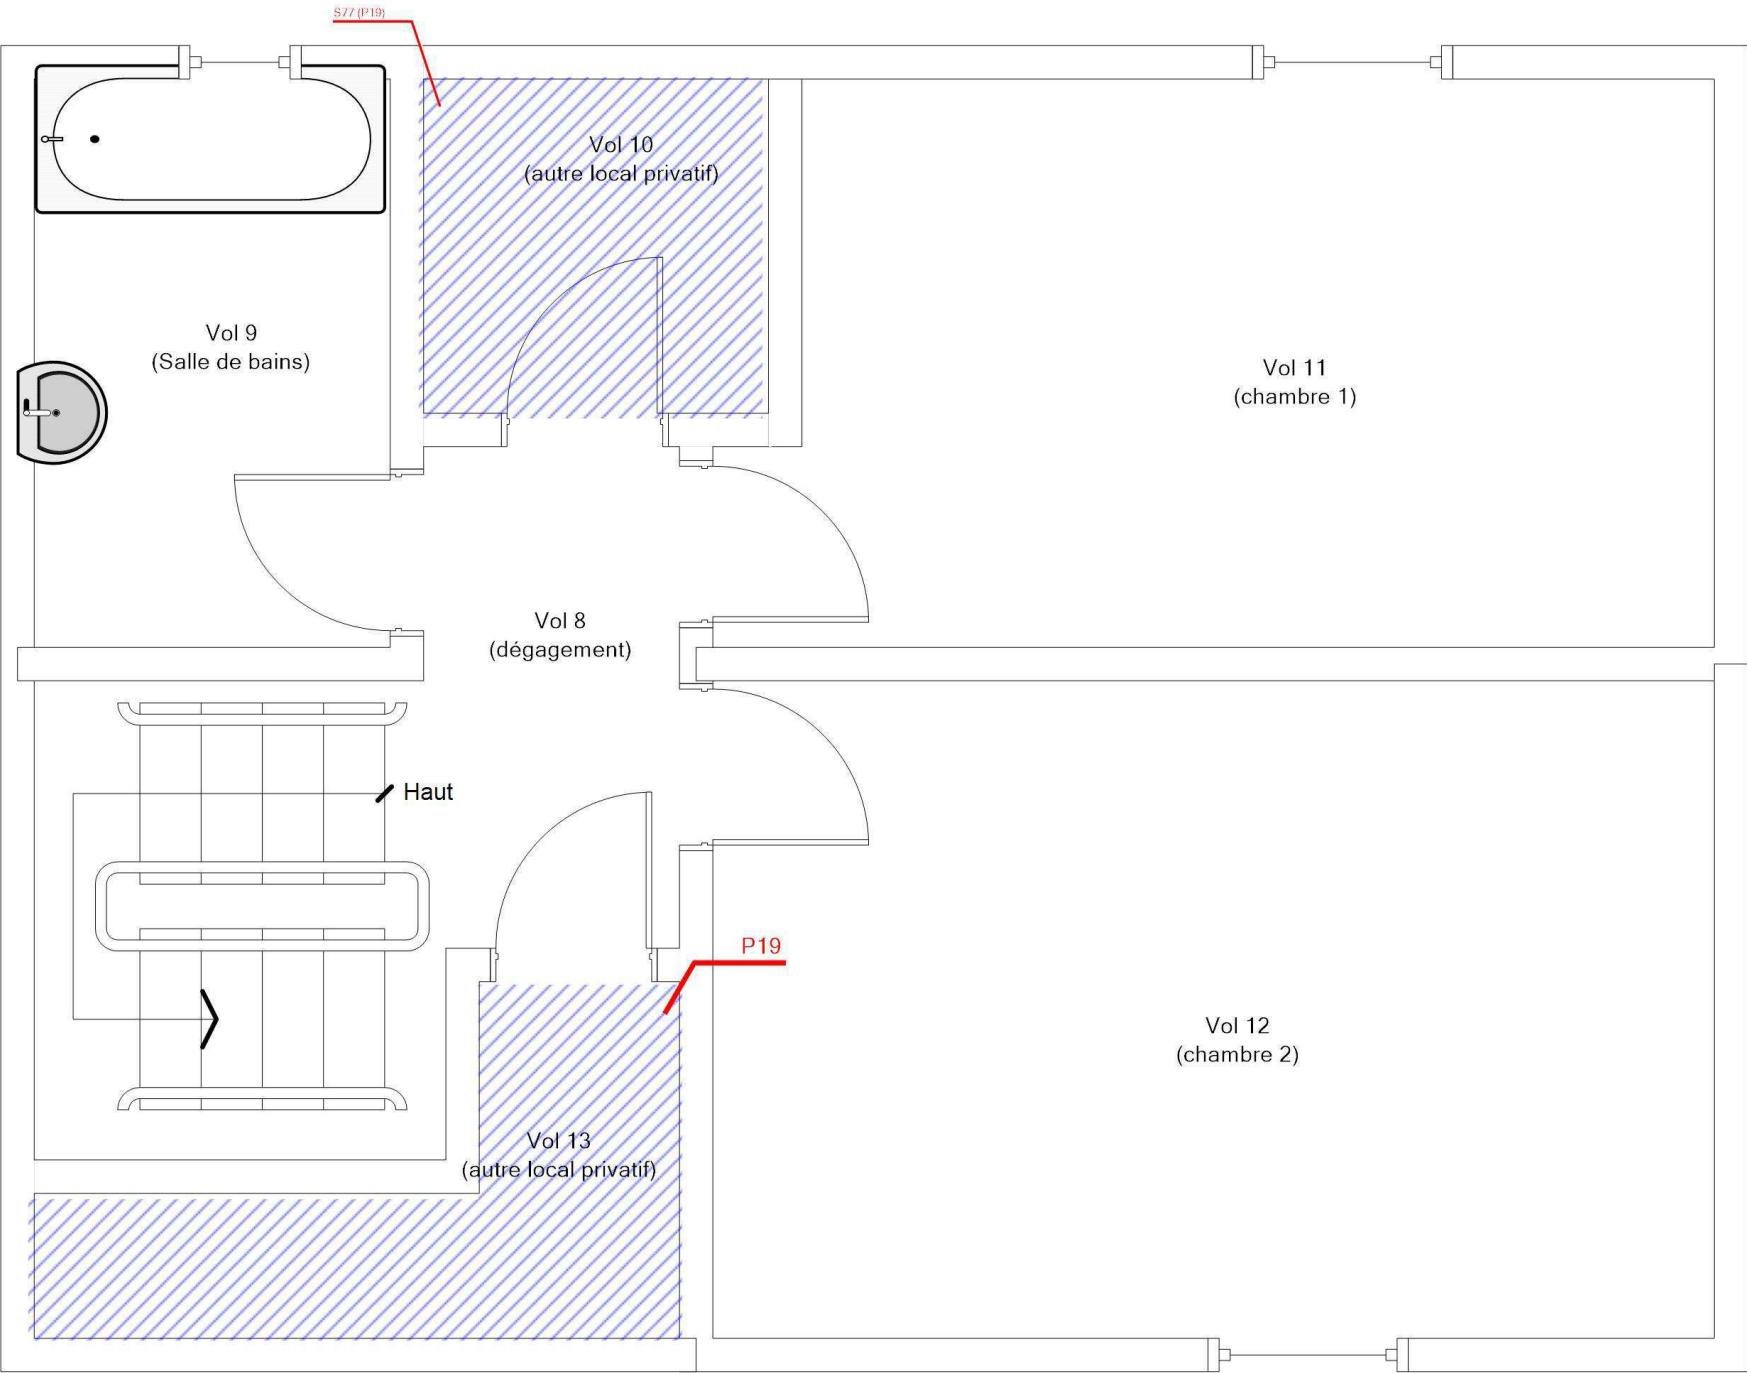 S77 (P19)
Vol 10
(autre local privatif)
Vol 9
(Salle de bains)
Vol 11
(chambre 1)
Vol 8
(dégagement)
Haut
P19
Vol 12
(chambre 2)
Vol 13
(autre local privatif)